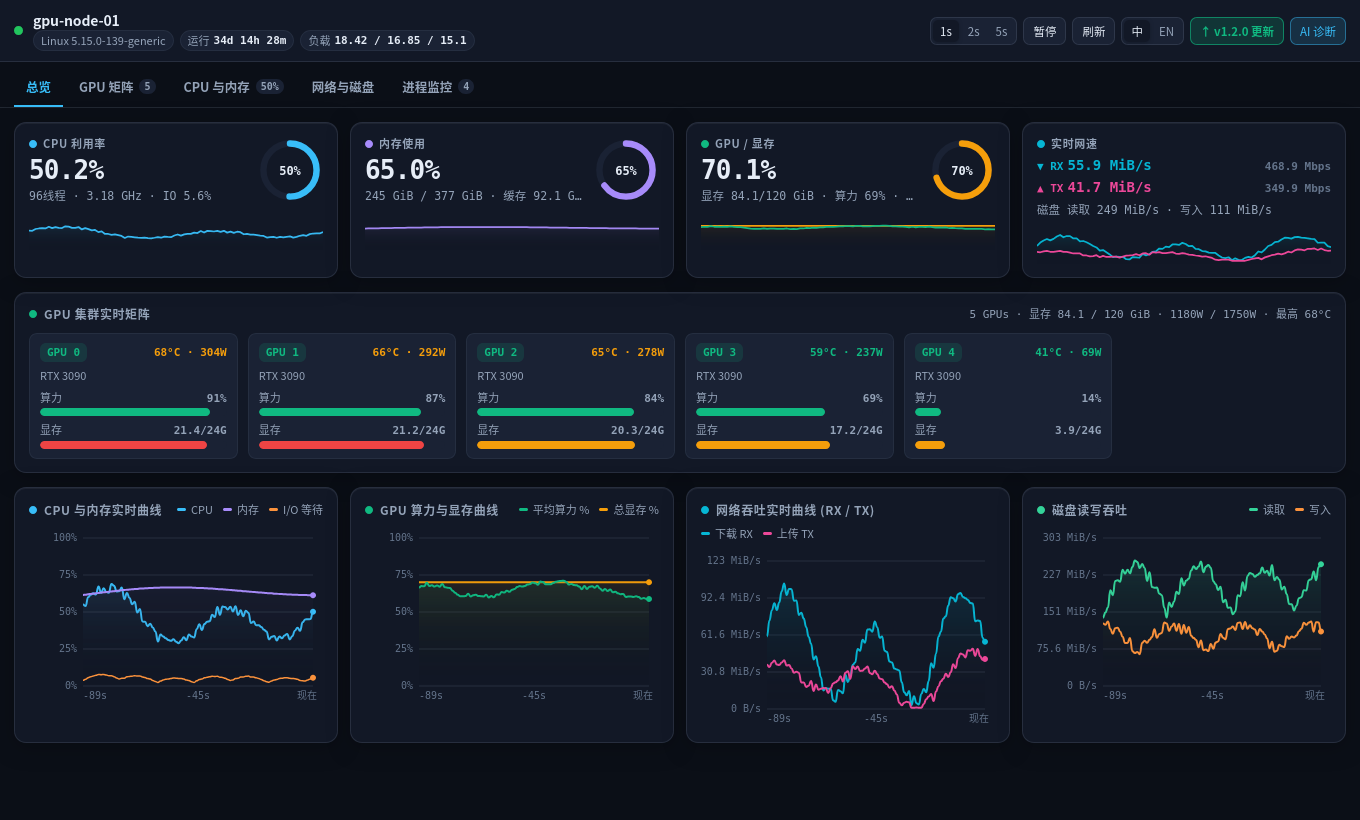 gpu-node-01
Linux 5.15.0-139-generic 运行 34d 14h 28m 负载 18.42 / 16.85 / 15.1
1s 2s 5s 暂停 刷新 中 EN ↑ v1.2.0 更新 AI 诊断
总览 GPU 矩阵 5 CPU 与内存 50% 网络与磁盘 进程监控 4
CPU 利用率
50.2%
50%
96线程 · 3.18 GHz · IO 5.6%
内存使用
65.0%
65%
245 GiB / 377 GiB · 缓存 92.1 G…
GPU / 显存
70.1%
70%
显存 84.1/120 GiB · 算力 69% · …
实时网速
▼ RX 55.9 MiB/s 468.9 Mbps
▲ TX 41.7 MiB/s 349.9 Mbps
磁盘 读取 249 MiB/s · 写入 111 MiB/s
GPU 集群实时矩阵 5 GPUs · 显存 84.1 / 120 GiB · 1180W / 1750W · 最高 68°C
GPU 0 68°C · 304W
RTX 3090
算力 91%
显存 21.4/24G
GPU 1 66°C · 292W
RTX 3090
算力 87%
显存 21.2/24G
GPU 2 65°C · 278W
RTX 3090
算力 84%
显存 20.3/24G
GPU 3 59°C · 237W
RTX 3090
算力 69%
显存 17.2/24G
GPU 4 41°C · 69W
RTX 3090
算力 14%
显存 3.9/24G
CPU 与内存实时曲线 CPU 内存 I/O 等待
100%
75%
50%
25%
0%
-89s -45s 现在
GPU 算力与显存曲线 平均算力 % 总显存 %
100%
75%
50%
25%
0%
-89s -45s 现在
网络吞吐实时曲线 (RX / TX)
下载 RX 上传 TX
123 MiB/s
92.4 MiB/s
61.6 MiB/s
30.8 MiB/s
0 B/s
-89s -45s 现在
磁盘读写吞吐 读取 写入
303 MiB/s
227 MiB/s
151 MiB/s
75.6 MiB/s
0 B/s
-89s -45s 现在